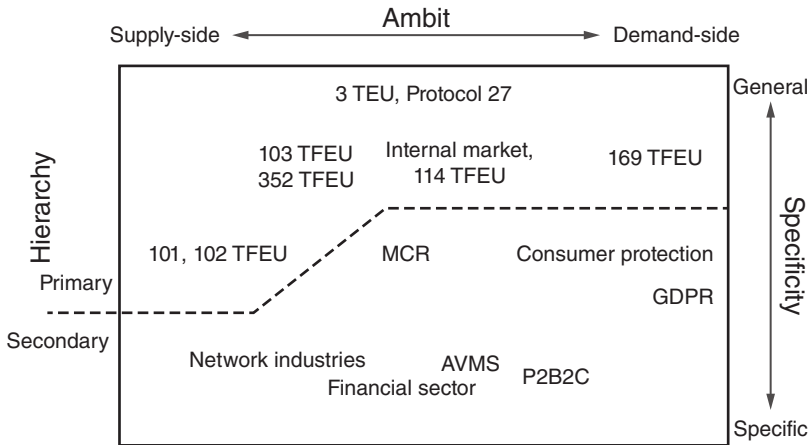 Ambit
Supply-side
Demand-side
General
3 TEU, Protocol 27
103 TFEU
352 TFEU
Internal market,
114 TFEU
169 TFEU
Hierarchy
Specificity
101, 102 TFEU
MCR
Consumer protection
Primary
GDPR
Secondary
Network industries
AVMS
P2B2C
Financial sector
Specific